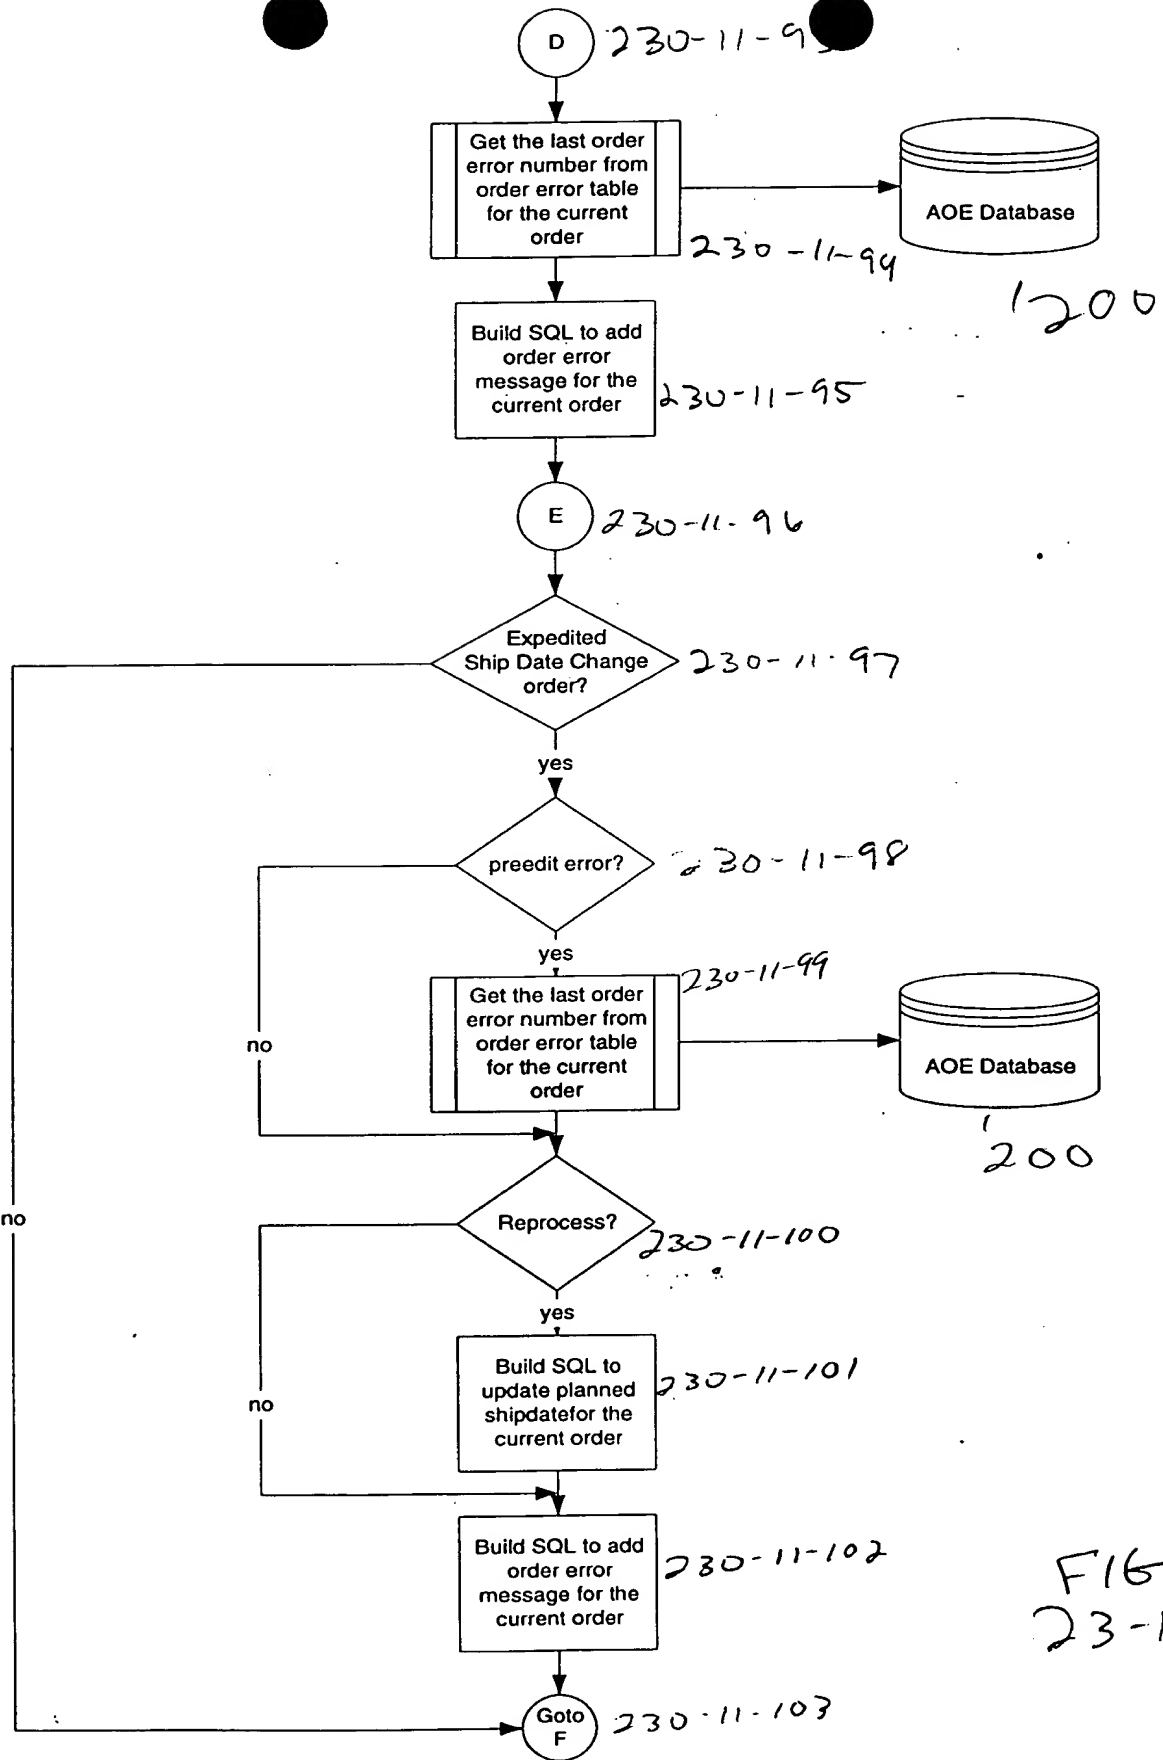 D
230-11-9
Get the last order
error number from
order error table
for the current
order
AOE Database
230-11-94
200
Build SQL to add
order error
message for the
current order
230-11-95
E
230-11-96
Expedited
Ship Date Change
order?
230-11-97
yes
preedit error?
230-11-98
yes
230-11-99
Get the last order
error number from
order error table
for the current
order
AOE Database
200
no
no
Reprocess?
230-11-100
yes
Build SQL to
update planned
shipdatefor the
current order
230-11-101
no
Build SQL to add
order error
message for the
current order
230-11-102
FIG
23-1
Goto
F
230-11-103